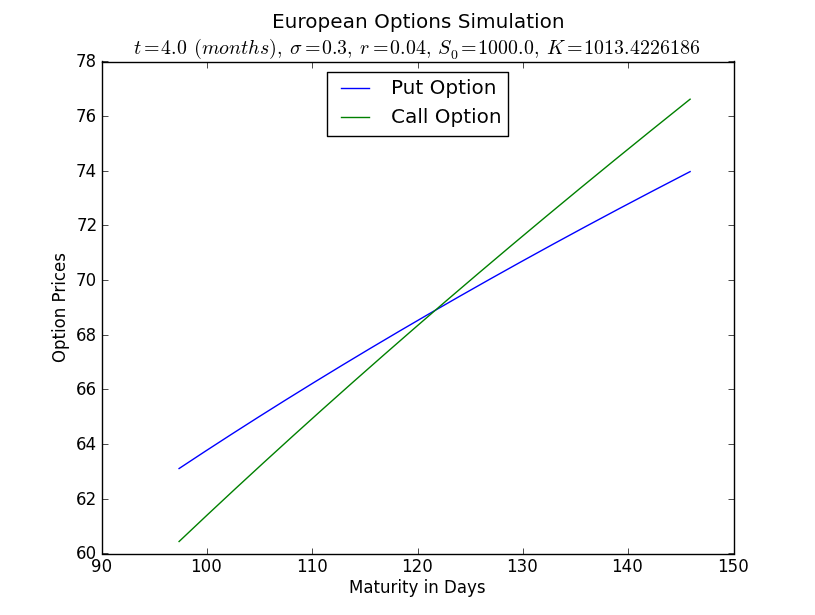 European Options Simulation
t=4.0 (months), σ=0.3, r=0.04, S₀=1000.0, K=1013.4226186
Put Option
Call Option
78
76
74
72
70
68
66
64
62
60
Option Prices
90 100 110 120 130 140 150
Maturity in Days